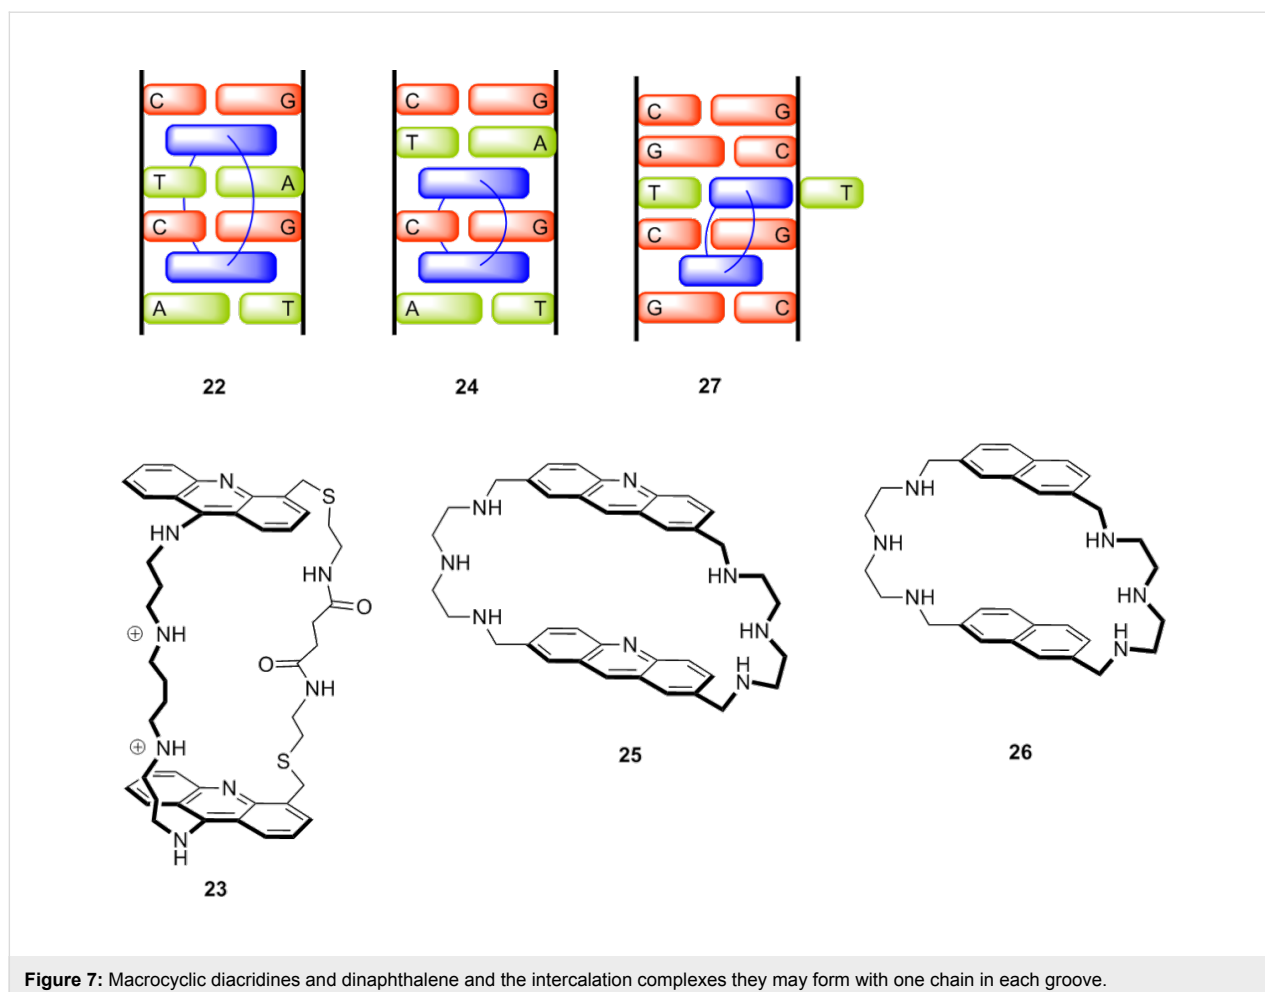 C G C G C G
T A G C
T A T T
C G C G C G
A T A T G C
22 24 27
N S HN HN O NH ⊕ O NH NH ⊕ S N N H
23
N NH NH HN NH HN N H N
25
NH NH HN HN NH H N
26
Figure 7: Macrocyclic diacridines and dinaphthalene and the intercalation complexes they may form with one chain in each groove.